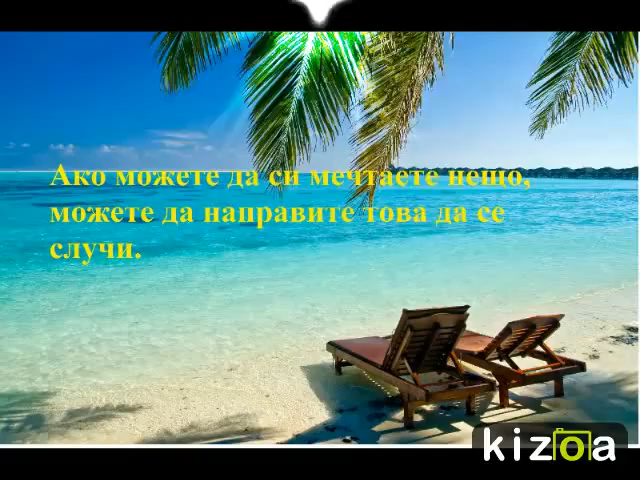 Ако можете да си мечтаете нещо,
можете да направите това да се
случи.
kizoa